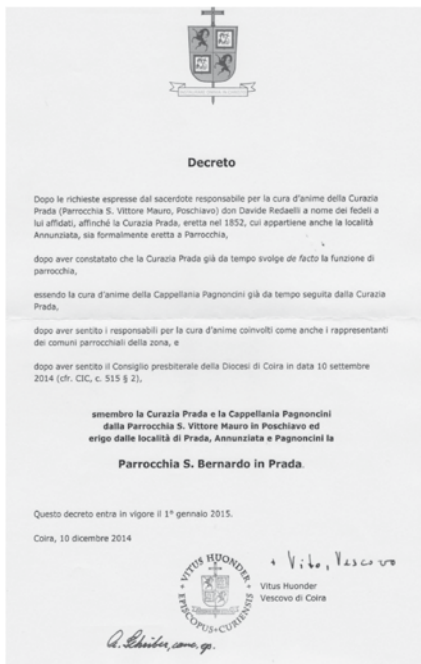 Decreto
Dopo le richieste espresse dal sacerdote responsabile per la cura d'anime della Curazia
Prada (Parrocchia S. Vittore Mauro, Poschiavo) don Davide Redaelli a nome dei fedeli a
lui affidati, affinché la Curazia Prada, eretta nel 1852, cui appartiene anche la località
Annunziata, sia formalmente eretta a Parrocchia,
dopo aver constatato che la Curazia Prada già da tempo svolge de facto la funzione di
parrocchia,
essendo la cura d'anime della Cappellania Pagnoncini già da tempo seguita dalla Curazia
Prada,
dopo aver sentito i responsabili per la cura d'anime coinvolti come anche i rappresentanti
dei comuni parrocchiali della zona, e
dopo aver sentito il Consiglio presbiterale della Diocesi di Coira in data 10 settembre
2014 (cfr. CIC, c. 515 § 2),
smembro la Curazia Prada e la Cappellania Pagnoncini
dalla Parrocchia S. Vittore Mauro in Poschiavo ed
erigo dalle località di Prada, Annunziata e Pagnoncini la
Parrocchia S. Bernardo in Prada.
Questo decreto entra in vigore il 1° gennaio 2015.
Coira, 10 dicembre 2014
VITUS HUONDER
EPISCOPUS CURIENSIS
+ Vito, Vescovo
Vitus Huonder
Vescovo di Coira